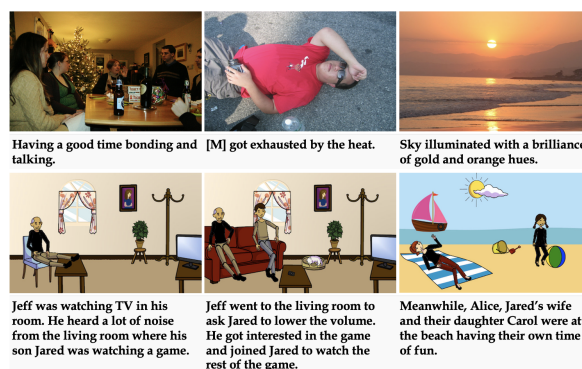 Having a good time bonding and
talking.
[M] got exhausted by the heat.
Sky illuminated with a brilliance
of gold and orange hues.
Jeff was watching TV in his
room. He heard a lot of noise
from the living room where his
son Jared was watching a game.
Jeff went to the living room to
ask Jared to lower the volume.
He got interested in the game
and joined Jared to watch the
rest of the game.
Meanwhile, Alice, Jared's wife
and their daughter Carol were at
the beach having their own time
of fun.